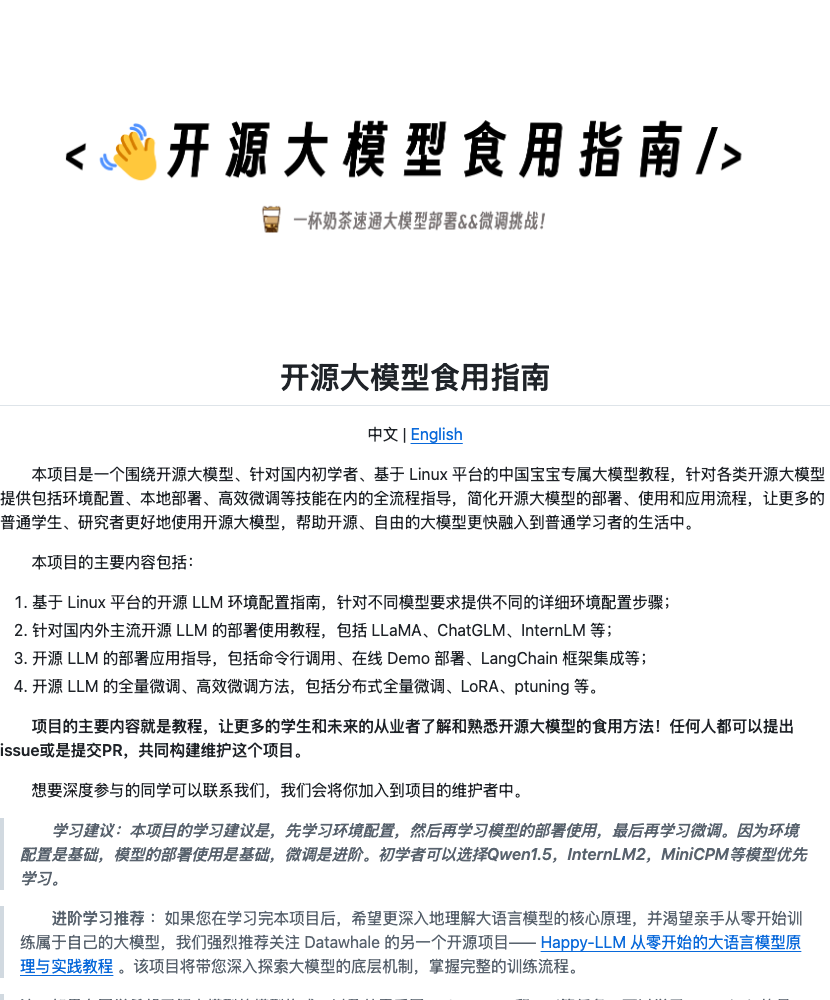 < 👋开源大模型食用指南/>
一杯奶茶速通大模型部署&&微调挑战!
开源大模型食用指南
中文 | English
本项目是一个围绕开源大模型、针对国内初学者、基于 Linux 平台的中国宝宝专属大模型教程，针对各类开源大模型
提供包括环境配置、本地部署、高效微调等技能在内的全流程指导，简化开源大模型的部署、使用和应用流程，让更多的
普通学生、研究者更好地使用开源大模型，帮助开源、自由的大模型更快融入到普通学习者的生活中。
本项目的主要内容包括：
1. 基于 Linux 平台的开源 LLM 环境配置指南，针对不同模型要求提供不同的详细环境配置步骤；
2. 针对国内外主流开源 LLM 的部署使用教程，包括 LLaMA、ChatGLM、InternLM 等；
3. 开源 LLM 的部署应用指导，包括命令行调用、在线 Demo 部署、LangChain 框架集成等；
4. 开源 LLM 的全量微调、高效微调方法，包括分布式全量微调、LoRA、ptuning 等。
项目的主要内容就是教程，让更多的学生和未来的从业者了解和熟悉开源大模型的食用方法！任何人都可以提出
issue或是提交PR，共同构建维护这个项目。
想要深度参与的同学可以联系我们，我们会将你加入到项目的维护者中。
学习建议：本项目的学习建议是，先学习环境配置，然后再学习模型的部署使用，最后再学习微调。因为环境
配置是基础，模型的部署使用是基础，微调是进阶。初学者可以选择Qwen1.5，InternLM2，MiniCPM等模型优先
学习。
进阶学习推荐 ：如果您在学习完本项目后，希望更深入地理解大语言模型的核心原理，并渴望亲手从零开始训
练属于自己的大模型，我们强烈推荐关注 Datawhale 的另一个开源项目—— Happy-LLM 从零开始的大语言模型原
理与实践教程 。该项目将带您深入探索大模型的底层机制，掌握完整的训练流程。